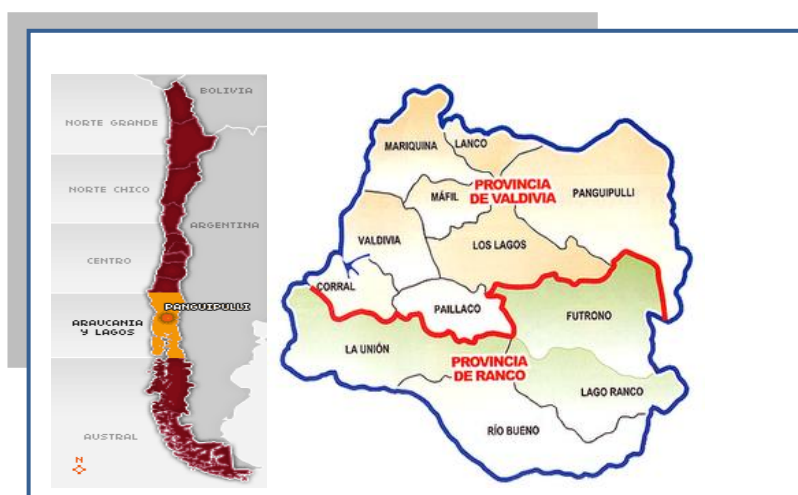 BOLIVIA
NORTE GRANDE
NORTE CHICO
ARGENTINA
CENTRO
PANGUIPULLI
ARAUCANIA
Y LAGOS
AUSTRAL
N
MARIQUINA
LANCO
MÁFIL
PROVINCIA
DE VALDIVIA
PANGUIPULLI
VALDIVIA
LOS LAGOS
CORRAL
PAILLACO
FUTRONO
LA UNIÓN
PROVINCIA
DE RANCO
LAGO RANCO
RÍO BUENO